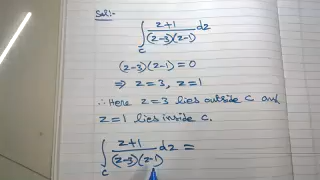 Sol:-
∫_C (z+1)/((z-3)(z-1)) dz
(z-3)(z-1) = 0
⇒ z = 3, z = 1
∴ Here z = 3 lies outside C and
z = 1 lies inside C.
∫_C (z+1)/((z-3)(z-1)) dz =